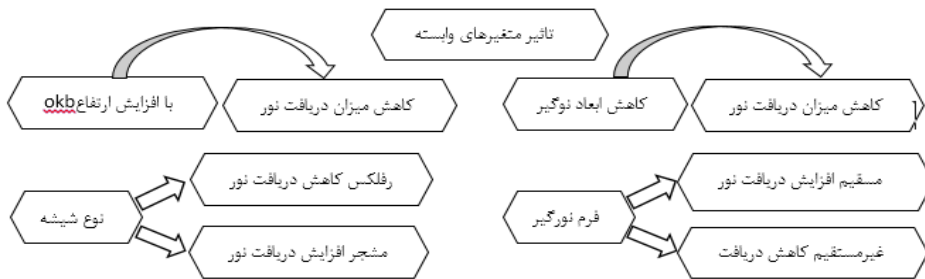 تاثیر متغیرهای وابسته
کاهش میزان دریافت نور
کاهش ابعاد نوگیر
کاهش میزان دریافت نور
با افزایش ارتفاعokb
مسقیم افزایش دریافت نور
فرم نورگیر
غیرمستقیم کاهش دریافت
رفلکس کاهش دریافت نور
نوع شیشه
مشجر افزایش دریافت نور